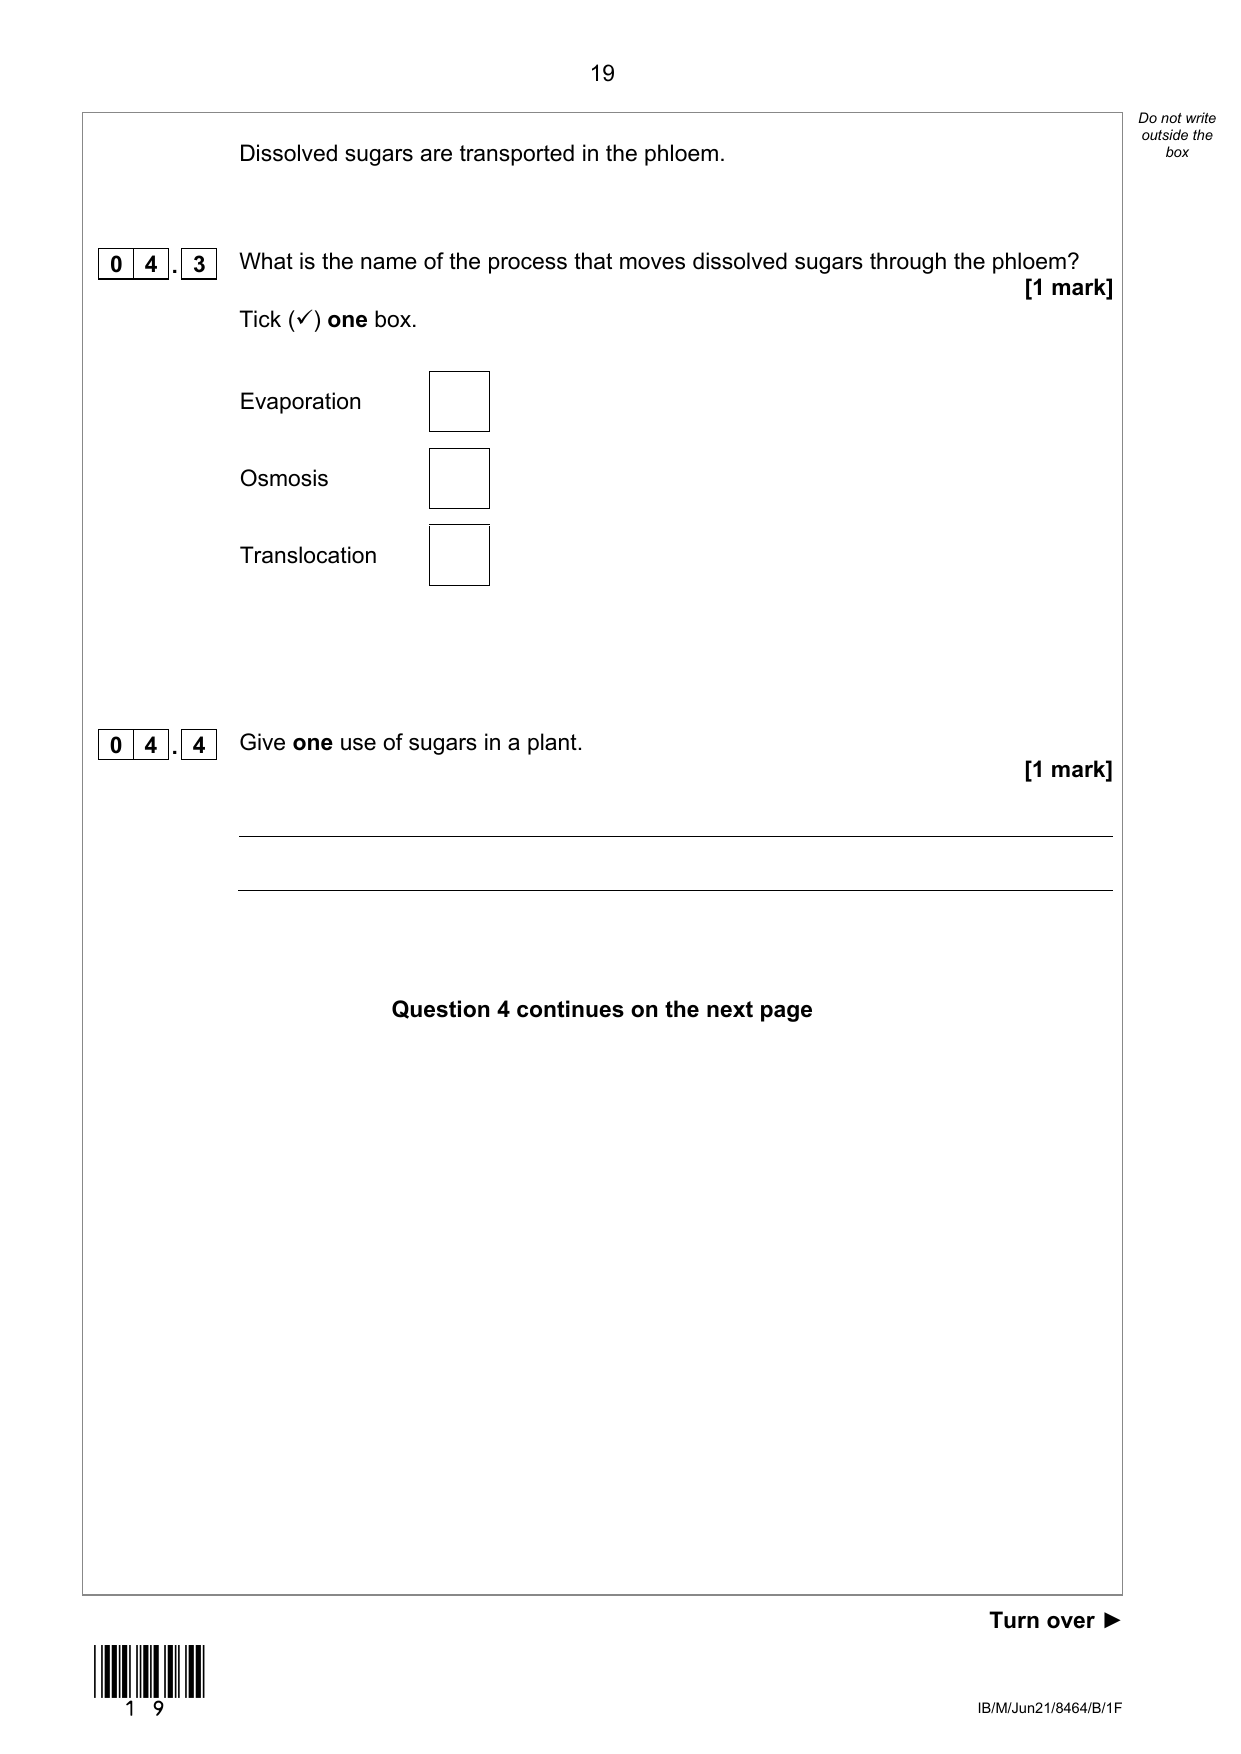 19
Do not write
outside the
box
Dissolved sugars are transported in the phloem.
0 4 . 3 What is the name of the process that moves dissolved sugars through the phloem?
[1 mark]
Tick (✓) one box.
Evaporation
Osmosis
Translocation
0 4 . 4 Give one use of sugars in a plant.
[1 mark]
Question 4 continues on the next page
Turn over ►
1 9
IB/M/Jun21/8464/B/1F